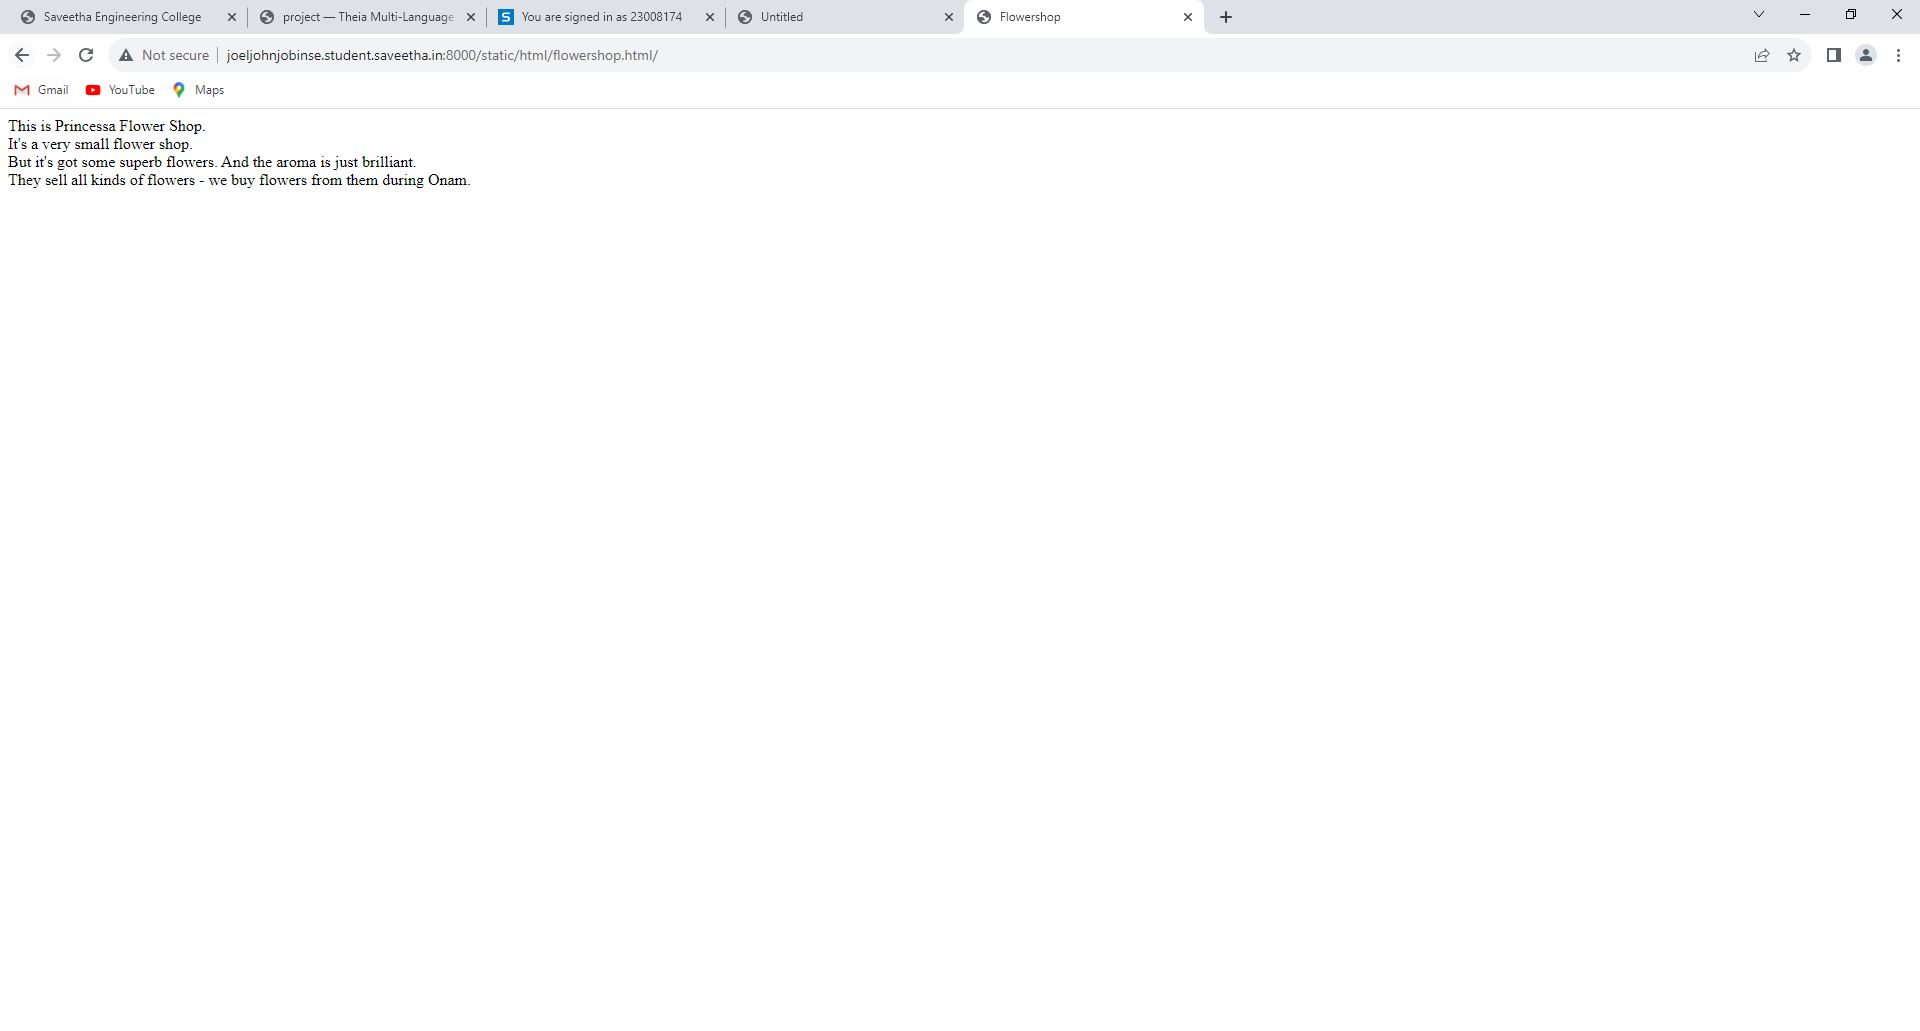 Saveetha Engineering College
project — Theia Multi-Language
You are signed in as 23008174
Untitled
Flowershop
Not secure
joeljohnjobinse.student.saveetha.in:8000/static/html/flowershop.html/
Gmail
YouTube
Maps
This is Princessa Flower Shop.
It's a very small flower shop.
But it's got some superb flowers. And the aroma is just brilliant.
They sell all kinds of flowers - we buy flowers from them during Onam.